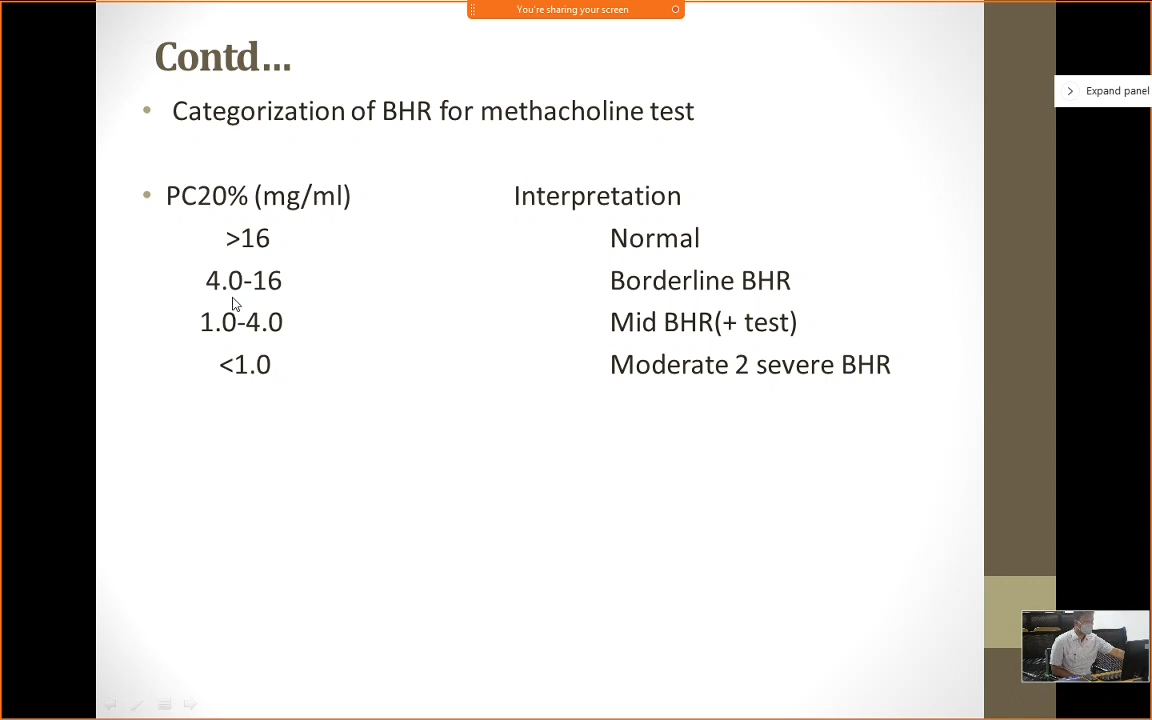 You're sharing your screen
Contd...
Expand panel
• Categorization of BHR for methacholine test
• PC20% (mg/ml) Interpretation
>16 Normal
4.0-16 Borderline BHR
1.0-4.0 Mid BHR(+ test)
<1.0 Moderate 2 severe BHR